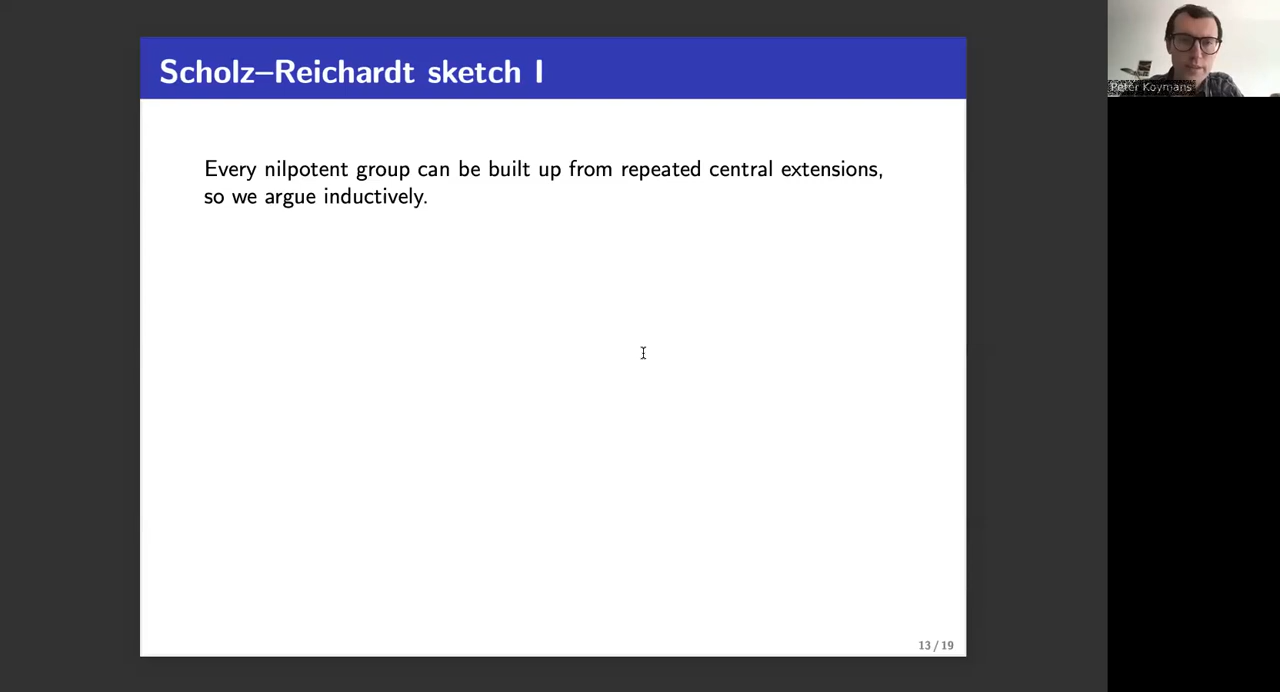 Scholz–Reichardt sketch I
Peter Koymans
Every nilpotent group can be built up from repeated central extensions,
so we argue inductively.
13 / 19